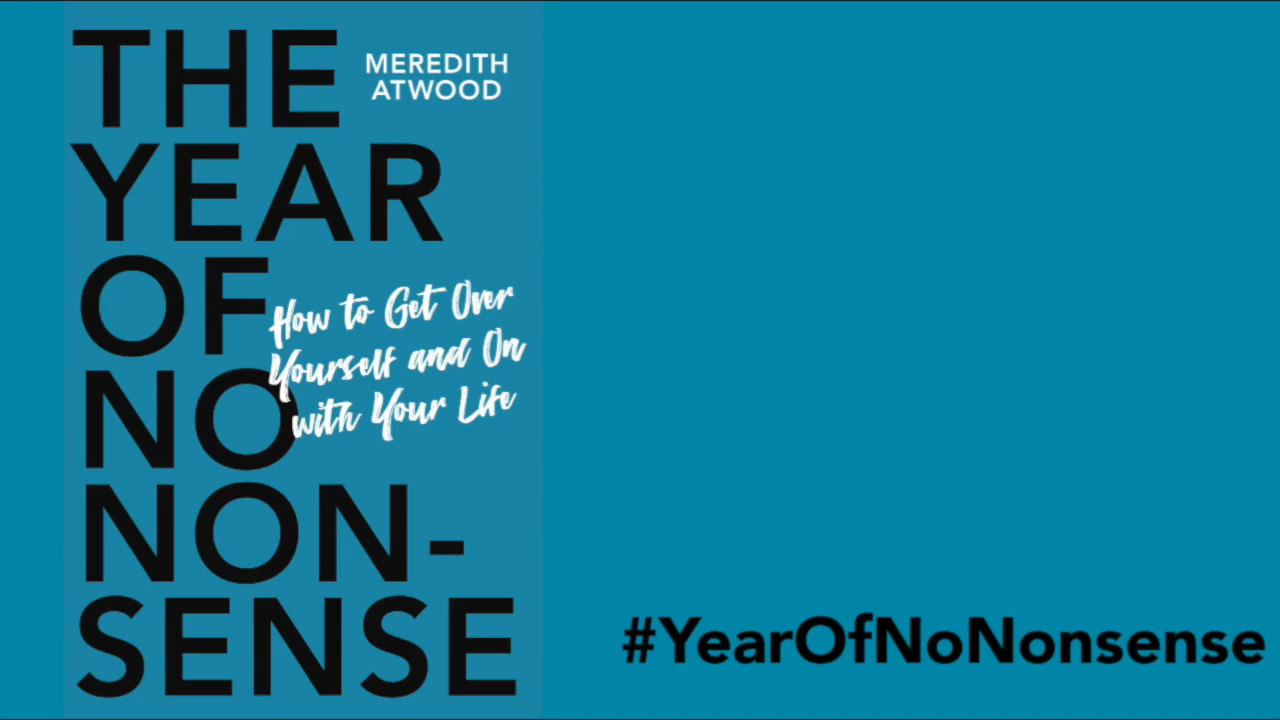 THE
YEAR
OF
NO
NON-
SENSE
MEREDITH
ATWOOD
How to Get Over
Yourself and On
with Your Life
#YearOfNoNonsense